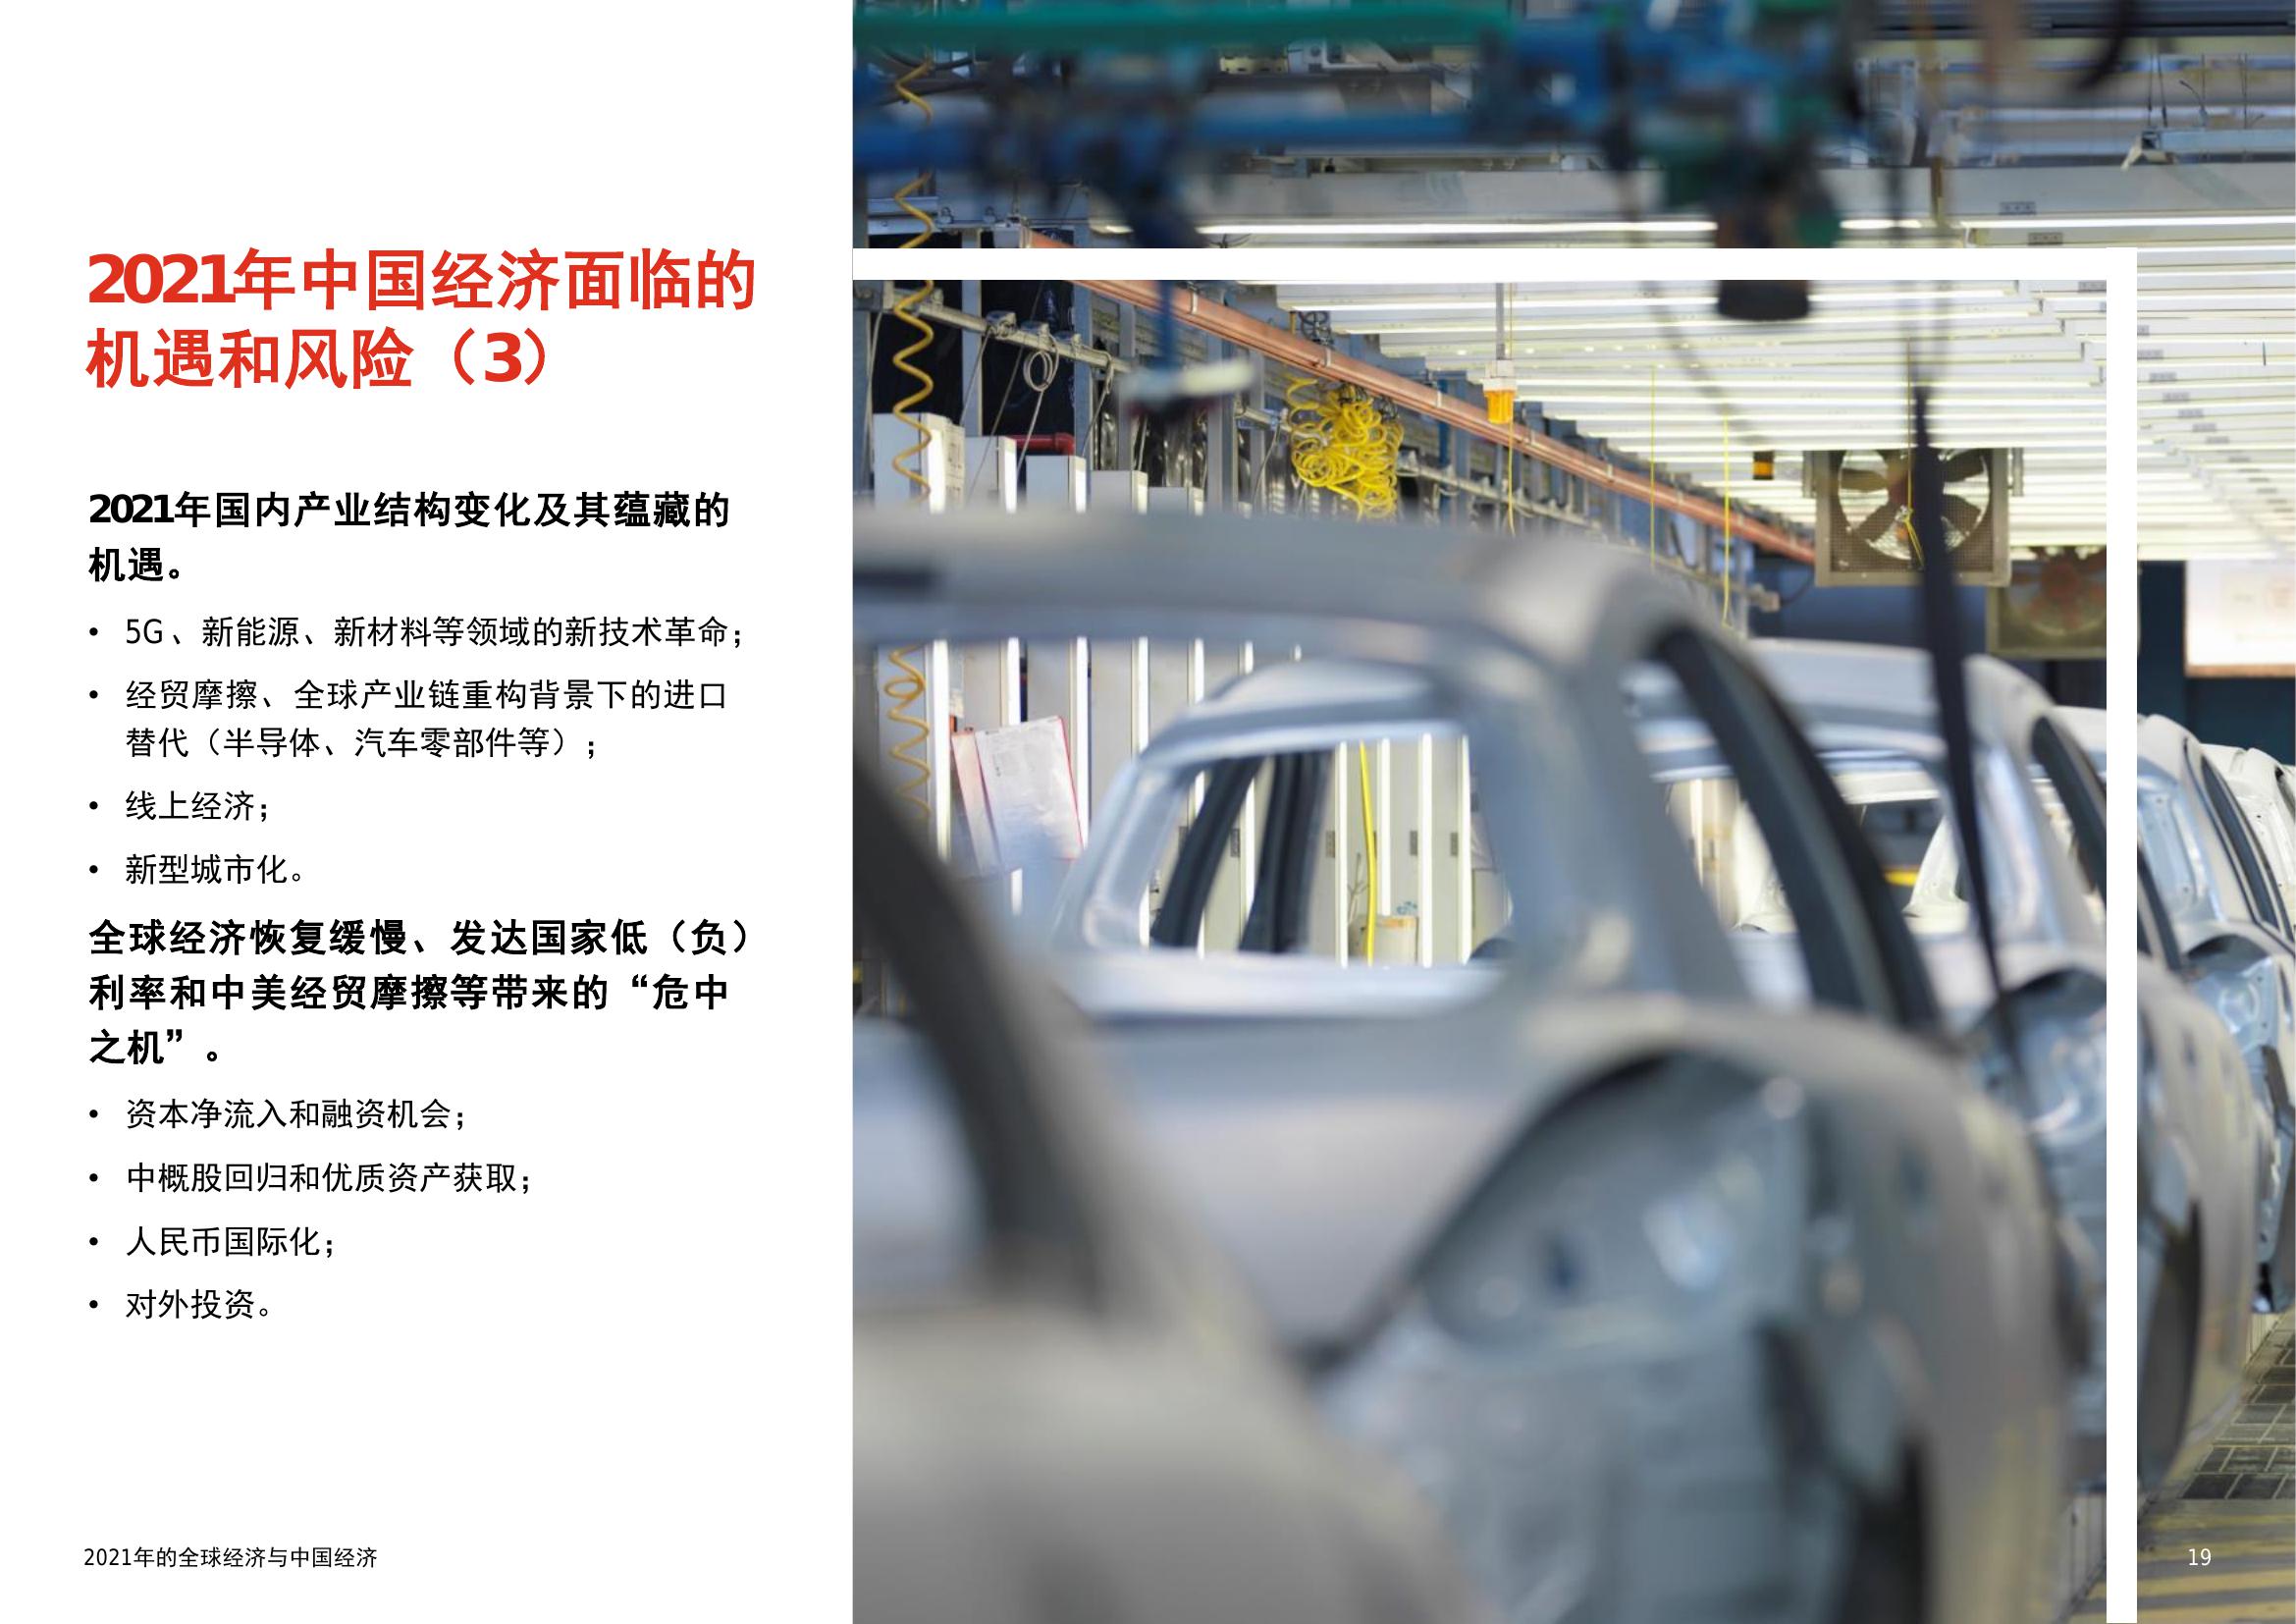 2021年中国经济面临的
机遇和风险（3）
2021年国内产业结构变化及其蕴藏的
机遇。
• 5G、新能源、新材料等领域的新技术革命；
• 经贸摩擦、全球产业链重构背景下的进口
替代（半导体、汽车零部件等）；
• 线上经济；
• 新型城市化。
全球经济恢复缓慢、发达国家低（负）
利率和中美经贸摩擦等带来的“危中
之机”。
• 资本净流入和融资机会；
• 中概股回归和优质资产获取；
• 人民币国际化；
• 对外投资。
2021年的全球经济与中国经济
19